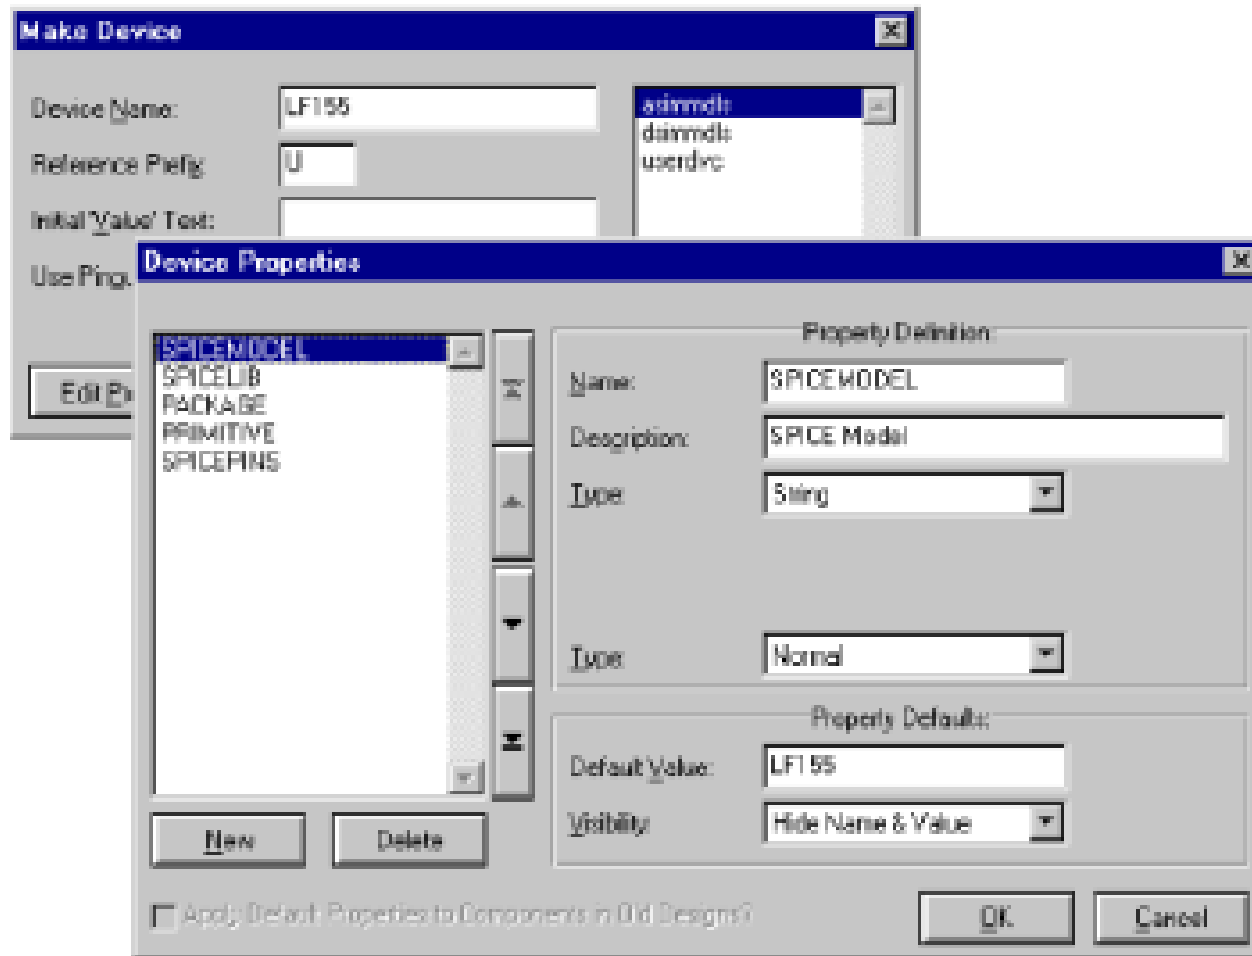 Make Device
Device Name:
LF155
Reference Prefix
U
Initial 'Value' Text:
asimmdls
dsimmdls
userdvc
Use Pingu
Edit
Device Properties
SPICEMODEL
SPICELIB
PACKAGE
PRIMITIVE
SPICEPINS
New
Delete
Property Definition:
Name:
SPICEMODEL
Description:
SPICE Model
Type:
String
Type:
Normal
Property Defaults:
Default Value:
LF155
Visibility:
Hide Name & Value
Apply Default Properties to Components in Old Designs?
OK
Cancel